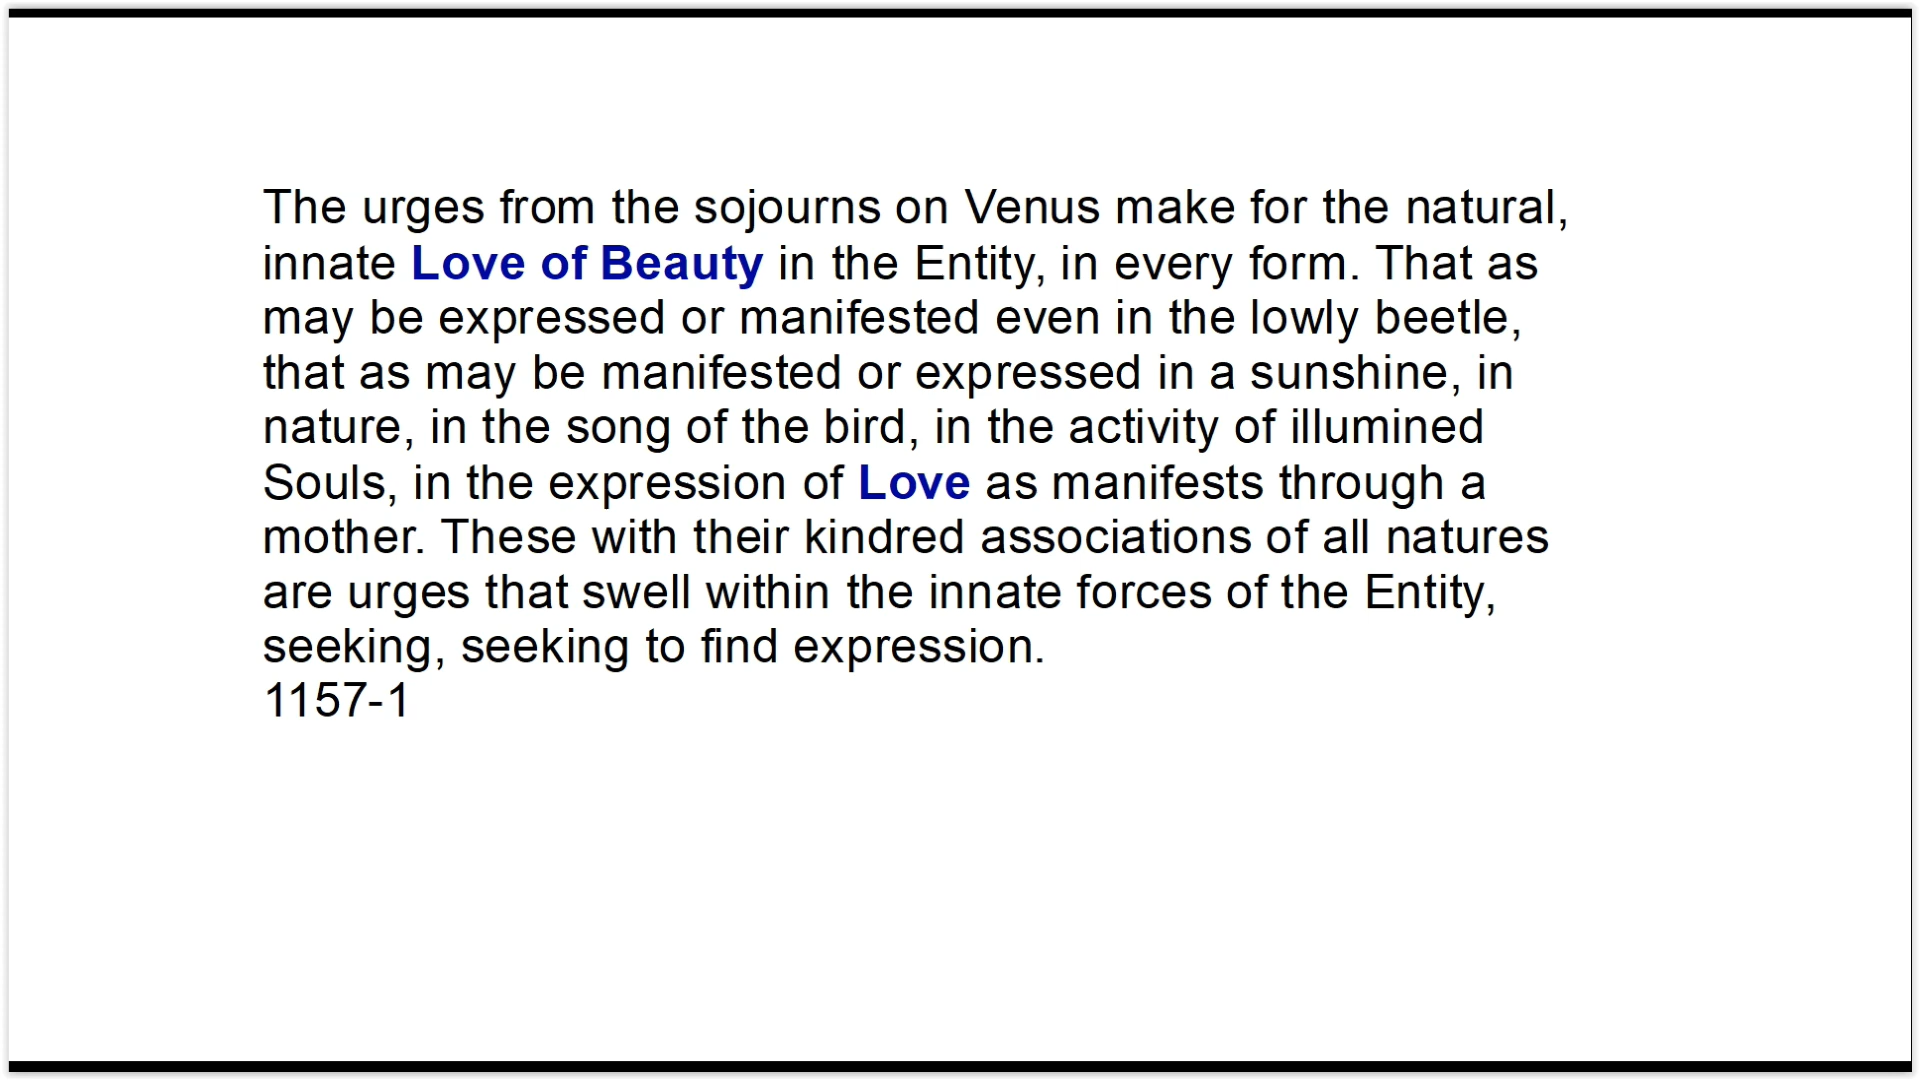 The urges from the sojourns on Venus make for the natural,
innate Love of Beauty in the Entity, in every form. That as
may be expressed or manifested even in the lowly beetle,
that as may be manifested or expressed in a sunshine, in
nature, in the song of the bird, in the activity of illumined
Souls, in the expression of Love as manifests through a
mother. These with their kindred associations of all natures
are urges that swell within the innate forces of the Entity,
seeking, seeking to find expression.
1157-1